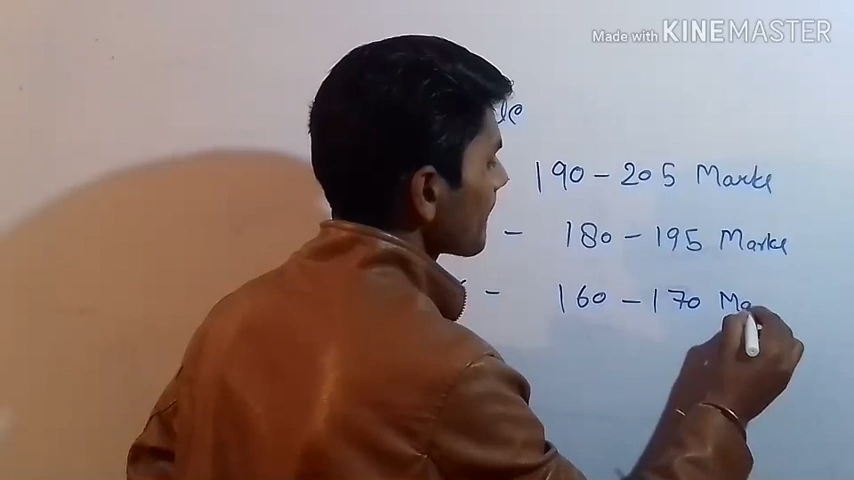 Made with KINEMASTER
190 - 205 Marks
- 180 - 195 Marks
- 160 - 170 Ma